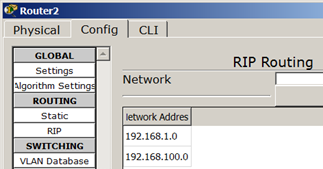 Router2
Physical Config CLI
GLOBAL
Settings
Algorithm Settings
ROUTING
Static
RIP
SWITCHING
VLAN Database
RIP Routing
Network
Network Addres
192.168.1.0
192.168.100.0